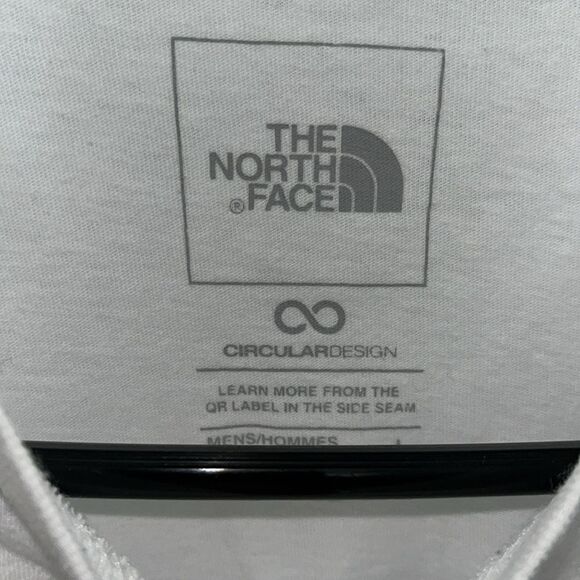 THE
NORTH
® FACE
CIRCULARDESIGN
LEARN MORE FROM THE
QR LABEL IN THE SIDE SEAM
MENS/HOMMES